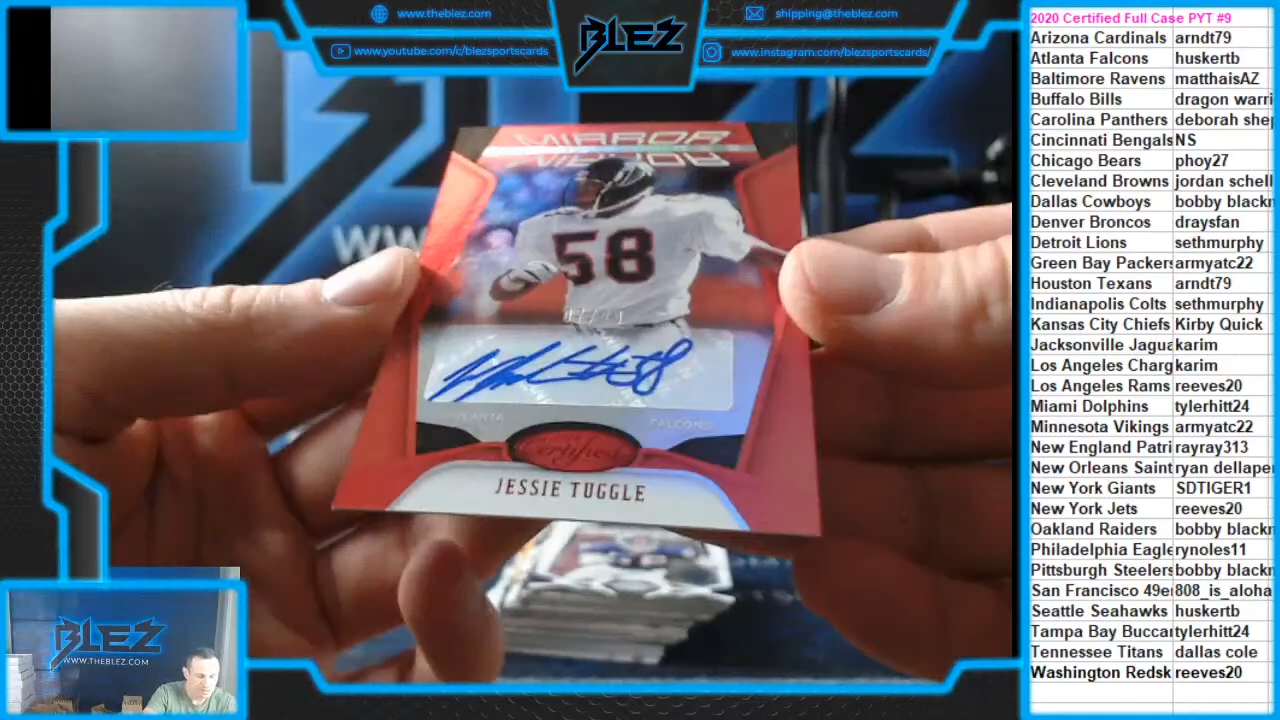 www.theblez.com
shipping@theblez.com
BLEZ
www.youtube.com/c/blezsportscards
www.instagram.com/blezsportscards/
MIRROR
58
ATLANTA FALCONS
Certified
JESSIE TUGGLE
BLEZ
WWW.THEBLEZ.COM
2020 Certified Full Case PYT #9
Arizona Cardinals arndt79
Atlanta Falcons huskertb
Baltimore Ravens matthaisAZ
Buffalo Bills dragon warri
Carolina Panthers deborah shep
Cincinnati Bengals NS
Chicago Bears phoy27
Cleveland Browns jordan schell
Dallas Cowboys bobby blackn
Denver Broncos draysfan
Detroit Lions sethmurphy
Green Bay Packers armyatc22
Houston Texans arndt79
Indianapolis Colts sethmurphy
Kansas City Chiefs Kirby Quick
Jacksonville Jagua karim
Los Angeles Charg karim
Los Angeles Rams reeves20
Miami Dolphins tylerhitt24
Minnesota Vikings armyatc22
New England Patri rayray313
New Orleans Saint ryan dellape
New York Giants SDTIGER1
New York Jets reeves20
Oakland Raiders bobby blackn
Philadelphia Eagle rynoles11
Pittsburgh Steelers bobby blackn
San Francisco 49e 808_is_aloha
Seattle Seahawks huskertb
Tampa Bay Buccar tylerhitt24
Tennessee Titans dallas cole
Washington Redsk reeves20